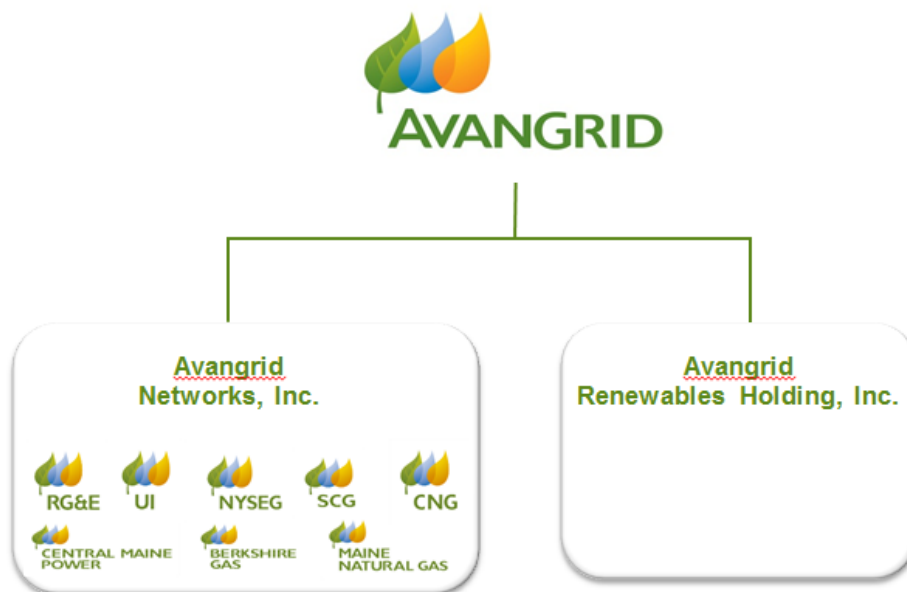 AVANGRID
Avangrid
Networks, Inc.
Avangrid
Renewables Holding, Inc.
RG&E
UI
NYSEG
SCG
CNG
CENTRAL MAINE
POWER
BERKSHIRE
GAS
MAINE
NATURAL GAS